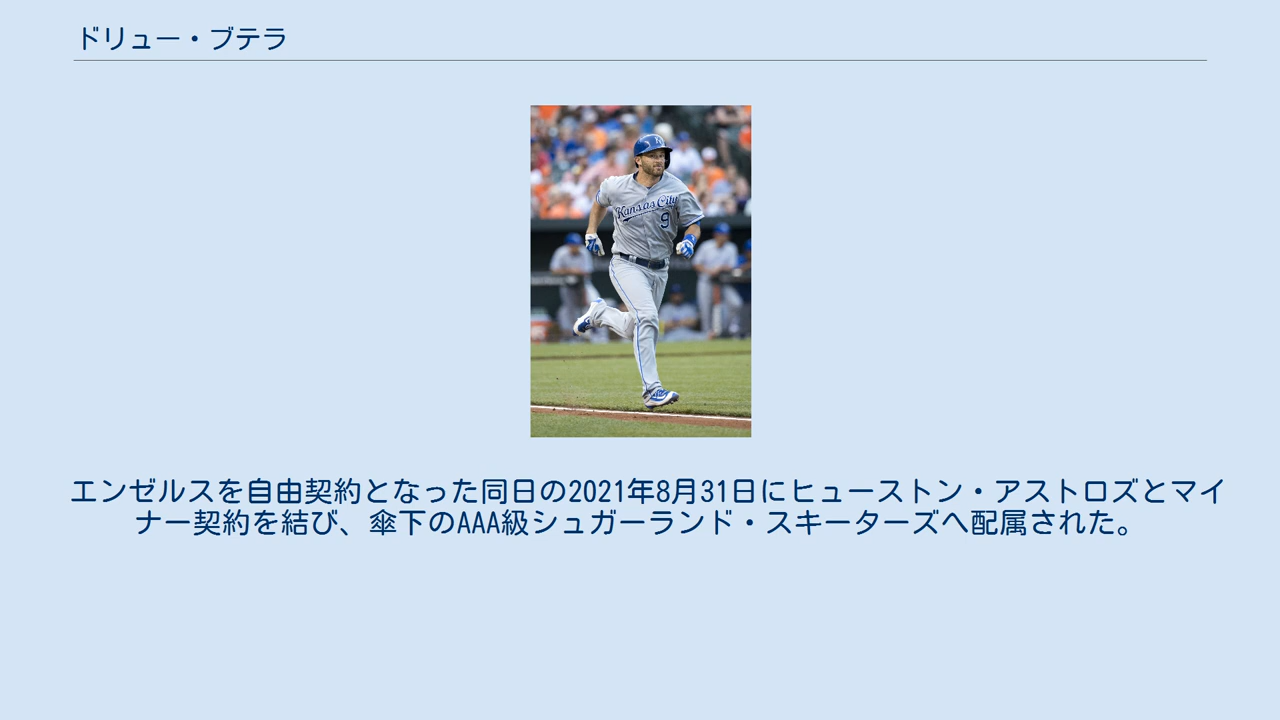 ドリュー・ブテラ
Kansas City
9
エンゼルスを自由契約となった同日の2021年8月31日にヒューストン・アストロズとマイ
ナー契約を結び、傘下のAAA級シュガーランド・スキーターズへ配属された。